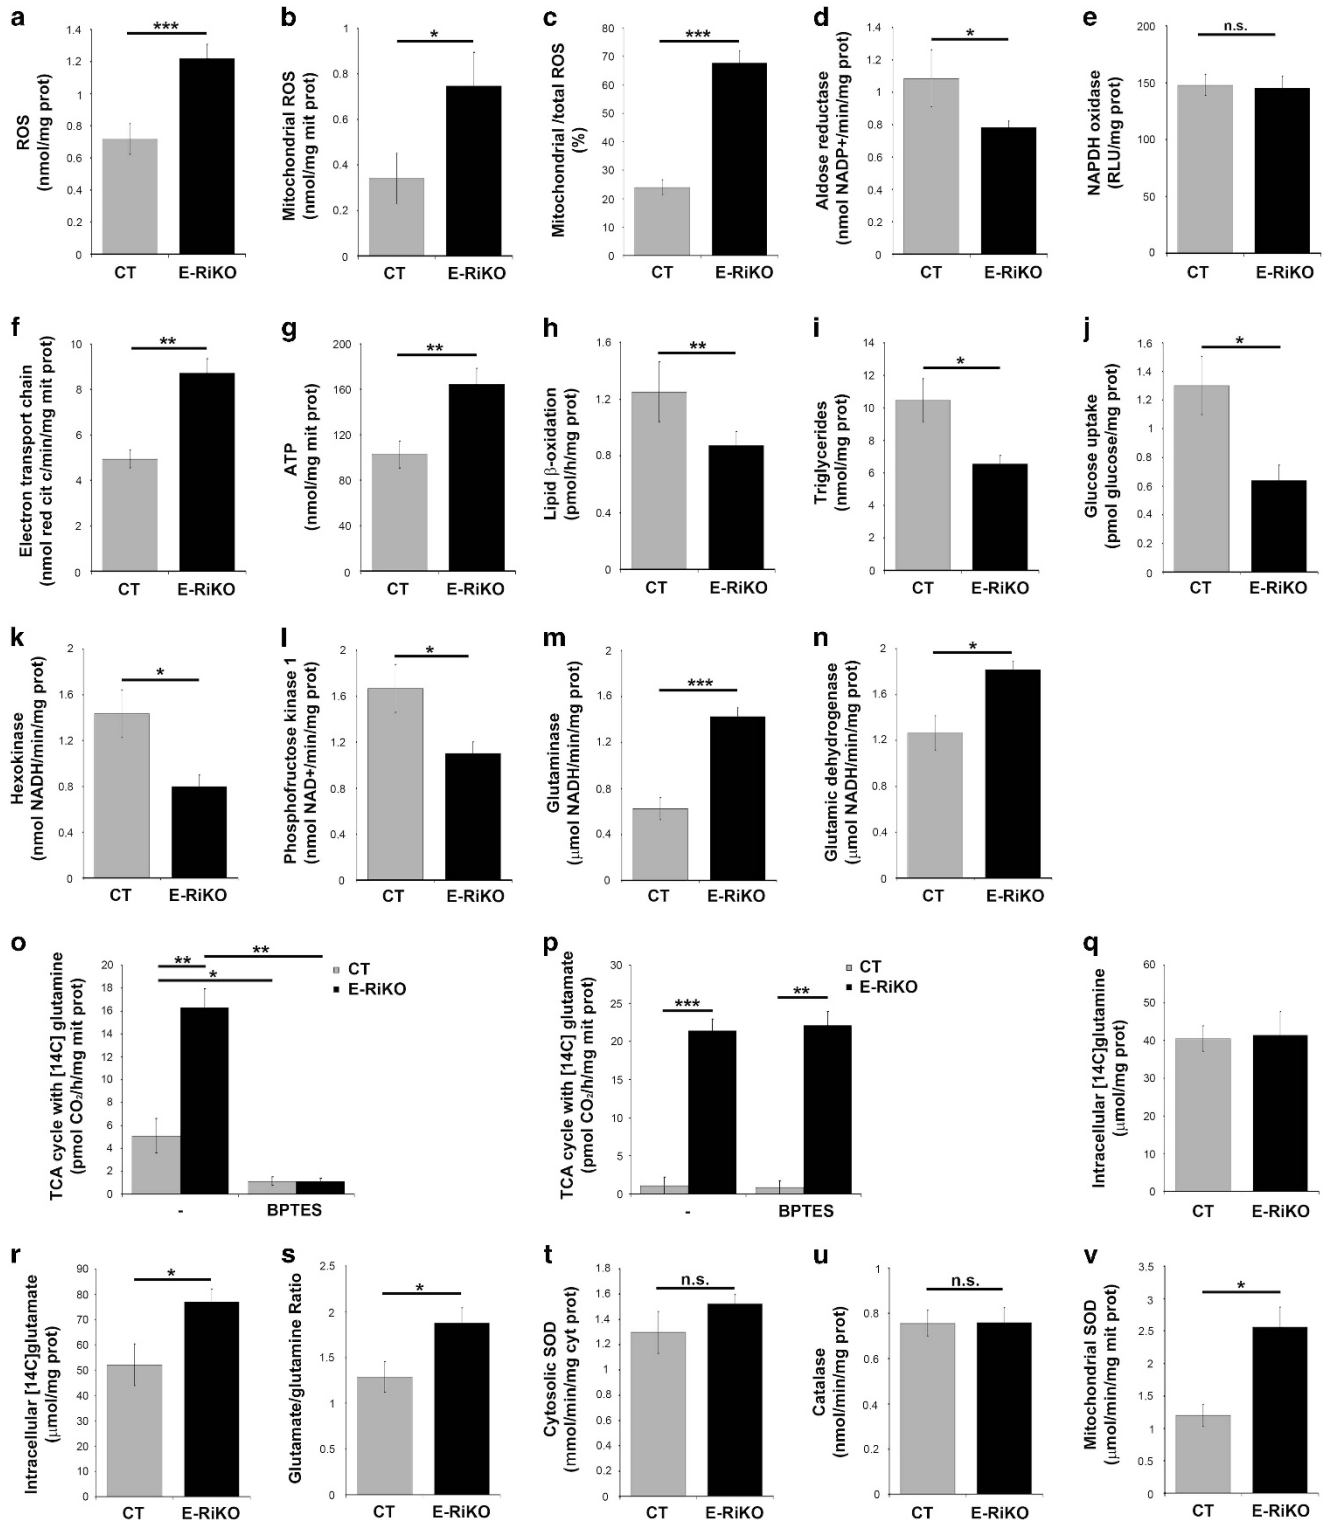 a
ROS
(nmol/mg prot)
1.4
1.2
1
0.8
0.6
0.4
0.2
0
***
CT E-RiKO
b
Mitochondrial ROS
(nmol/mg mit prot)
1
0.8
0.6
0.4
0.2
0
*
CT E-RiKO
c
Mitochondrial /total ROS
(%)
80
70
60
50
40
30
20
10
0
***
CT E-RiKO
d
Aldose reductase
(nmol NADP+/min/mg prot)
1.4
1.2
1
0.8
0.6
0.4
0.2
0
*
CT E-RiKO
e
NAPDH oxidase
(RLU/mg prot)
200
150
100
50
0
n.s.
CT E-RiKO
f
Electron transport chain
(nmol red cit c/min/mg mit prot)
10
8
6
4
2
0
**
CT E-RiKO
g
ATP
(nmol/mg mit prot)
200
160
120
80
40
0
**
CT E-RiKO
h
Lipid β-oxidation
(pmol/h/mg prot)
1.6
1.2
0.8
0.4
0
**
CT E-RiKO
i
Triglycerides
(nmol/mg prot)
14
12
10
8
6
4
2
0
*
CT E-RiKO
j
Glucose uptake
(pmol glucose/mg prot)
1.6
1.4
1.2
1
0.8
0.6
0.4
0.2
0
*
CT E-RiKO
k
Hexokinase
(nmol NADH/min/mg prot)
2
1.6
1.2
0.8
0.4
0
*
CT E-RiKO
l
Phosphofructose kinase 1
(nmol NAD+/min/mg prot)
2
1.6
1.2
0.8
0.4
0
*
CT E-RiKO
m
Glutaminase
(μmol NADH/min/mg prot)
2
1.6
1.2
0.8
0.4
0
***
CT E-RiKO
n
Glutamic dehydrogenase
(μmol NADH/min/mg prot)
2
1.6
1.2
0.8
0.4
0
*
CT E-RiKO
o
TCA cycle with [14C] glutamine
(pmol CO₂/h/mg mit prot)
20
18
16
14
12
10
8
6
4
2
0
**
*
**
CT
E-RiKO
- BPTES
p
TCA cycle with [14C] glutamate
(pmol CO₂/h/mg mit prot)
30
25
20
15
10
5
0
***
**
CT
E-RiKO
- BPTES
q
Intracellular [14C]glutamine
(μmol/mg prot)
60
50
40
30
20
10
0
CT E-RiKO
r
Intracellular [14C]glutamate
(μmol/mg prot)
90
80
70
60
50
40
30
20
10
0
*
CT E-RiKO
s
Glutamate/glutamine Ratio
2.5
2
1.5
1
0.5
0
*
CT E-RiKO
t
Cytosolic SOD
(mmol/min/mg cyt prot)
1.8
1.6
1.4
1.2
1
0.8
0.6
0.4
0.2
0
n.s.
CT E-RiKO
u
Catalase
(nmol/min/mg prot)
1
0.8
0.6
0.4
0.2
0
n.s.
CT E-RiKO
v
Mitochondrial SOD
(μmol/min/mg mit prot)
3.5
3
2.5
2
1.5
1
0.5
0
*
CT E-RiKO